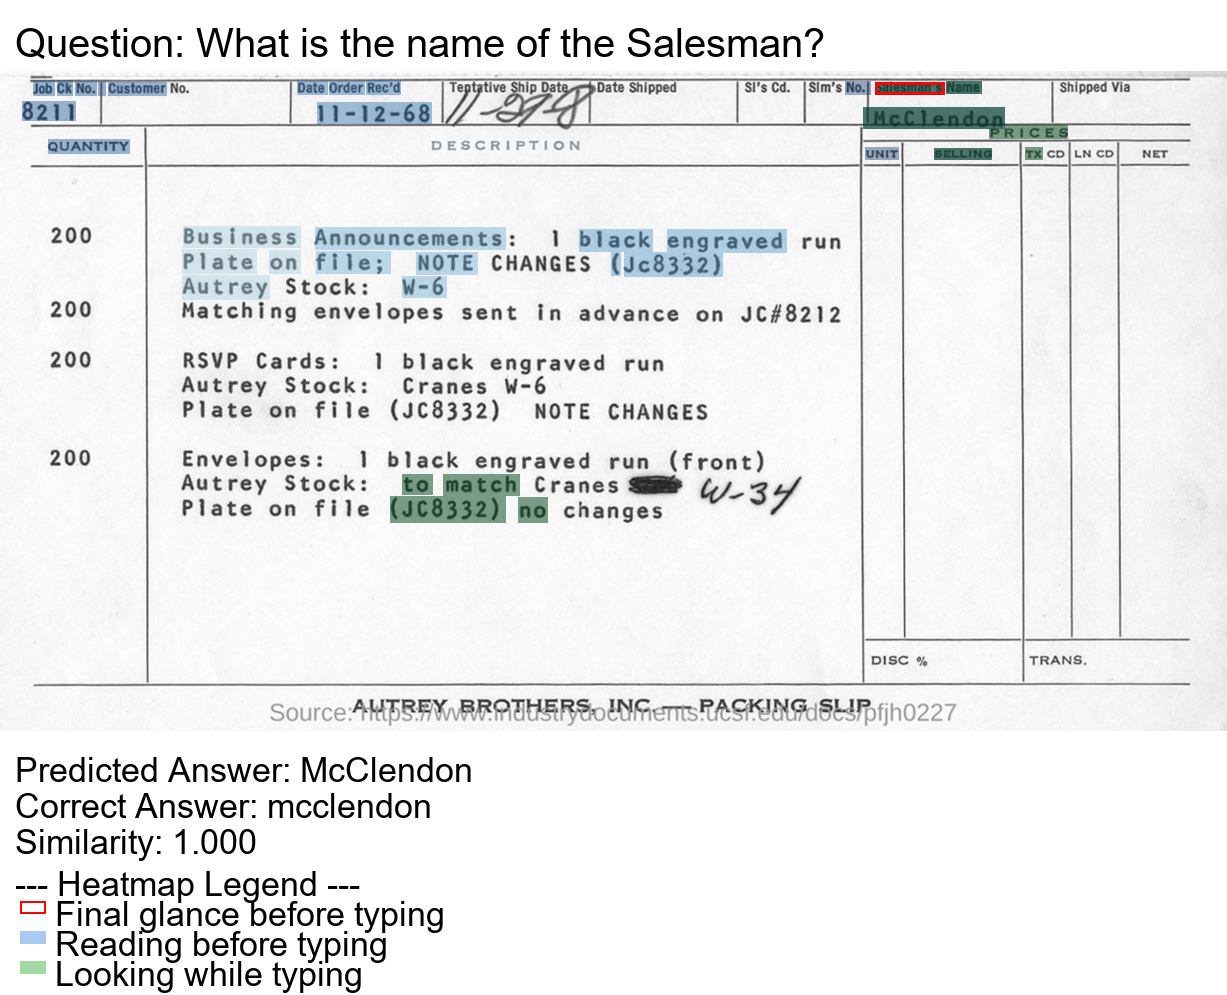 Question: What is the name of the Salesman?
Job Ck No. Customer No. Date Order Rec'd Tentative Ship Date Date Shipped Sl's Cd. Slm's No. Salesman's Name Shipped Via
8211 11-12-68 McClendon
PRICES
QUANTITY DESCRIPTION UNIT SELLING TX CD LN CD NET
200 Business Announcements: 1 black engraved run
Plate on file; NOTE CHANGES (Jc8332)
Autrey Stock: W-6
200 Matching envelopes sent in advance on JC#8212
200 RSVP Cards: 1 black engraved run
Autrey Stock: Cranes W-6
Plate on file (JC8332) NOTE CHANGES
200 Envelopes: 1 black engraved run (front)
Autrey Stock: to match Cranes W-34
Plate on file (JC8332) no changes
DISC % TRANS.
AUTREY BROTHERS, INC. — PACKING SLIP
Source: https://www.industrydocuments.ucsf.edu/docs/pfjh0227
Predicted Answer: McClendon
Correct Answer: mcclendon
Similarity: 1.000
--- Heatmap Legend ---
Final glance before typing
Reading before typing
Looking while typing